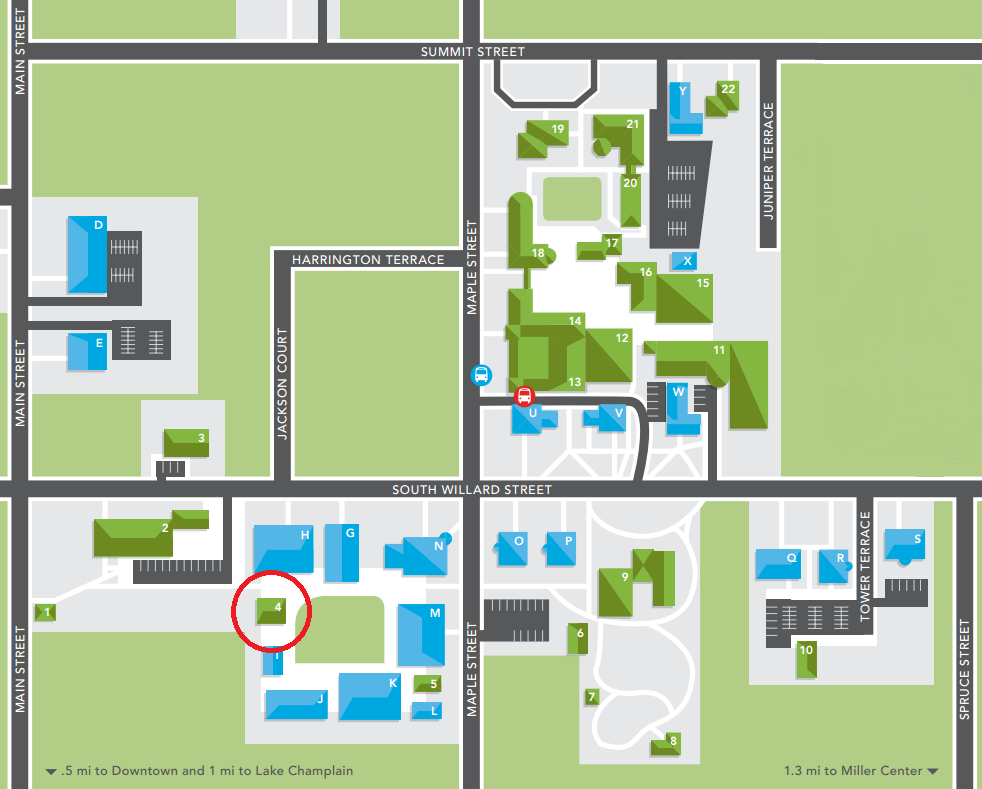 MAIN STREET
SUMMIT STREET
Y
22
19
21
JUNIPER TERRACE
20
D
MAPLE STREET
17
18
HARRINGTON TERRACE
X
16
15
14
12
MAIN STREET
E
JACKSON COURT
11
13
W
U
V
3
SOUTH WILLARD STREET
2
H
G
N
O
P
TOWER TERRACE
S
Q
R
9
4
1
M
6
MAIN STREET
MAPLE STREET
SPRUCE STREET
I
10
K
5
J
L
7
8
.5 mi to Downtown and 1 mi to Lake Champlain
1.3 mi to Miller Center